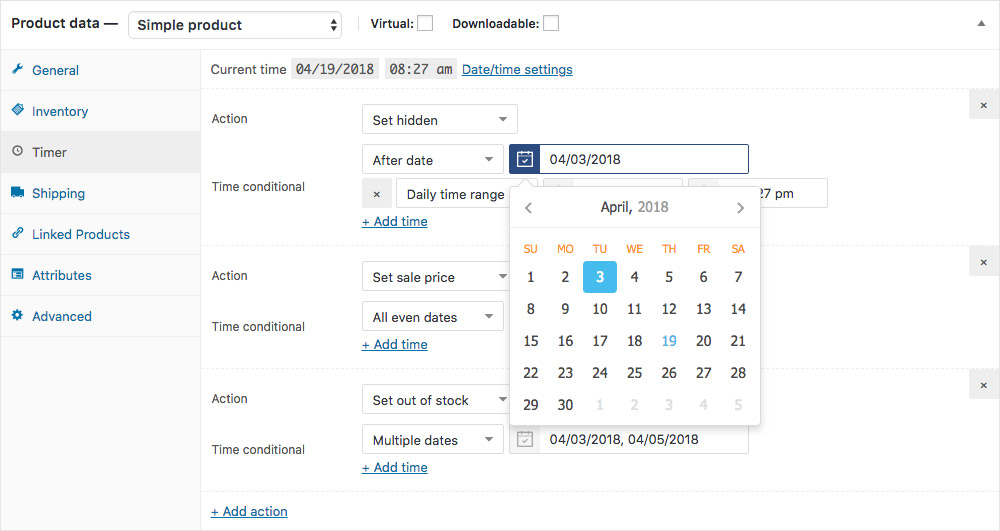 Product data — Simple product Virtual: Downloadable:
General
Inventory
Timer
Shipping
Linked Products
Attributes
Advanced
Current time 04/19/2018 08:27 am Date/time settings
Action Set hidden ×
After date 04/03/2018
Time conditional
× Daily time range 27 pm
+ Add time
April, 2018
SU MO TU WE TH FR SA
1 2 3 4 5 6 7
8 9 10 11 12 13 14
15 16 17 18 19 20 21
22 23 24 25 26 27 28
29 30 1 2 3 4 5
×
Action Set sale price
Time conditional All even dates
+ Add time
×
Action Set out of stock
Time conditional Multiple dates 04/03/2018, 04/05/2018
+ Add time
+ Add action